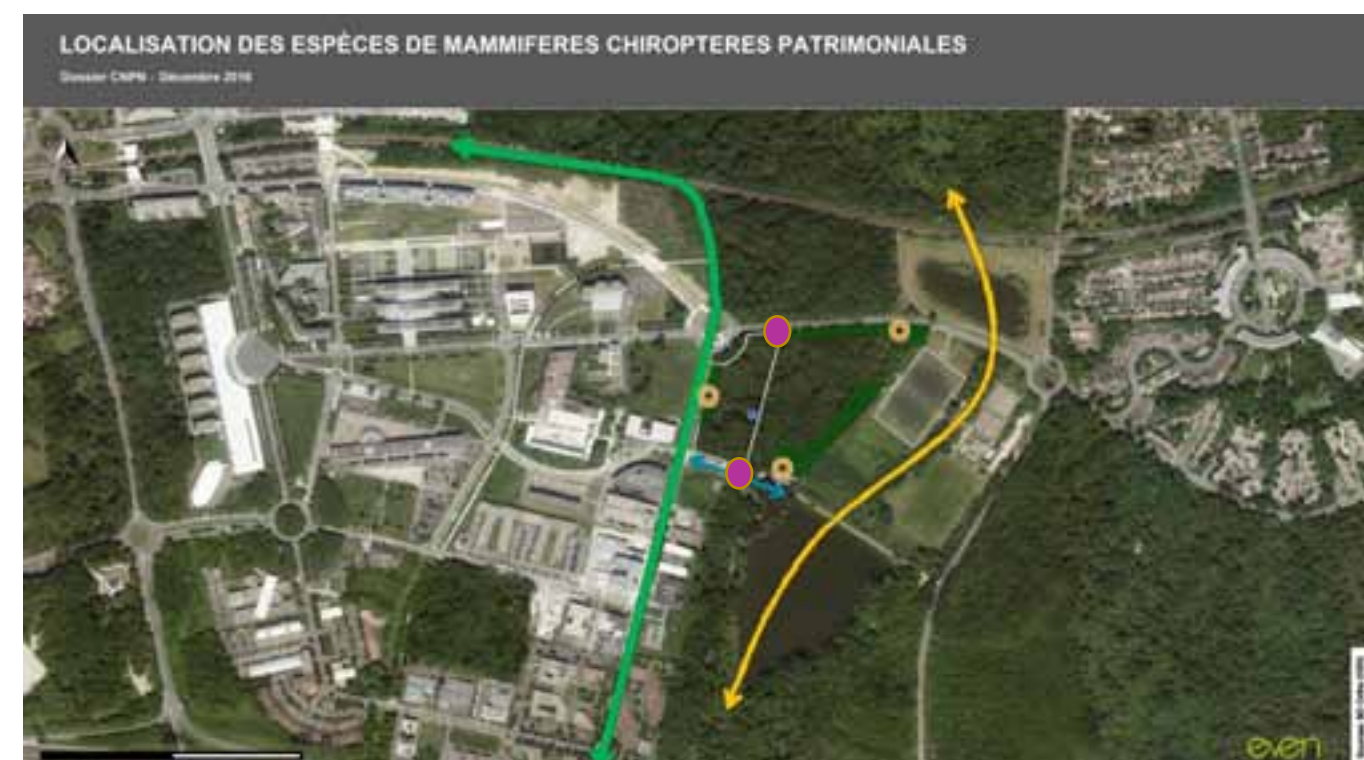 LOCALISATION DES ESPÈCES DE MAMMIFERES CHIROPTERES PATRIMONIALES
Dossier CNPN - Décembre 2016
even